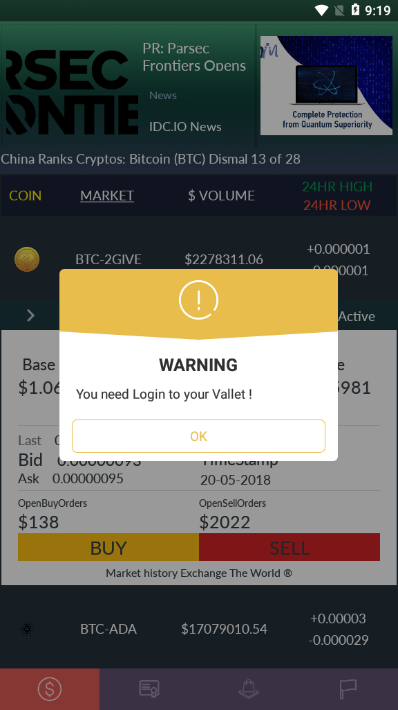 9:19
RSEC
ONTIE
PR: Parsec
Frontiers Opens
News
IDC.IO News
Complete Protection
from Quantum Superiority
China Ranks Cryptos: Bitcoin (BTC) Dismal 13 of 28
COIN MARKET $ VOLUME 24HR HIGH
24HR LOW
BTC-2GIVE $2278311.06 +0.000001
0.000001
Active
WARNING
You need Login to your Vallet !
OK
Base
$1.0
5981
Last
Bid 0.00000093 TimeStamp
Ask 0.00000095 20-05-2018
OpenBuyOrders OpenSellOrders
$138 $2022
BUY SELL
Market history Exchange The World ®
BTC-ADA $17079010.54 +0.00003
-0.000029